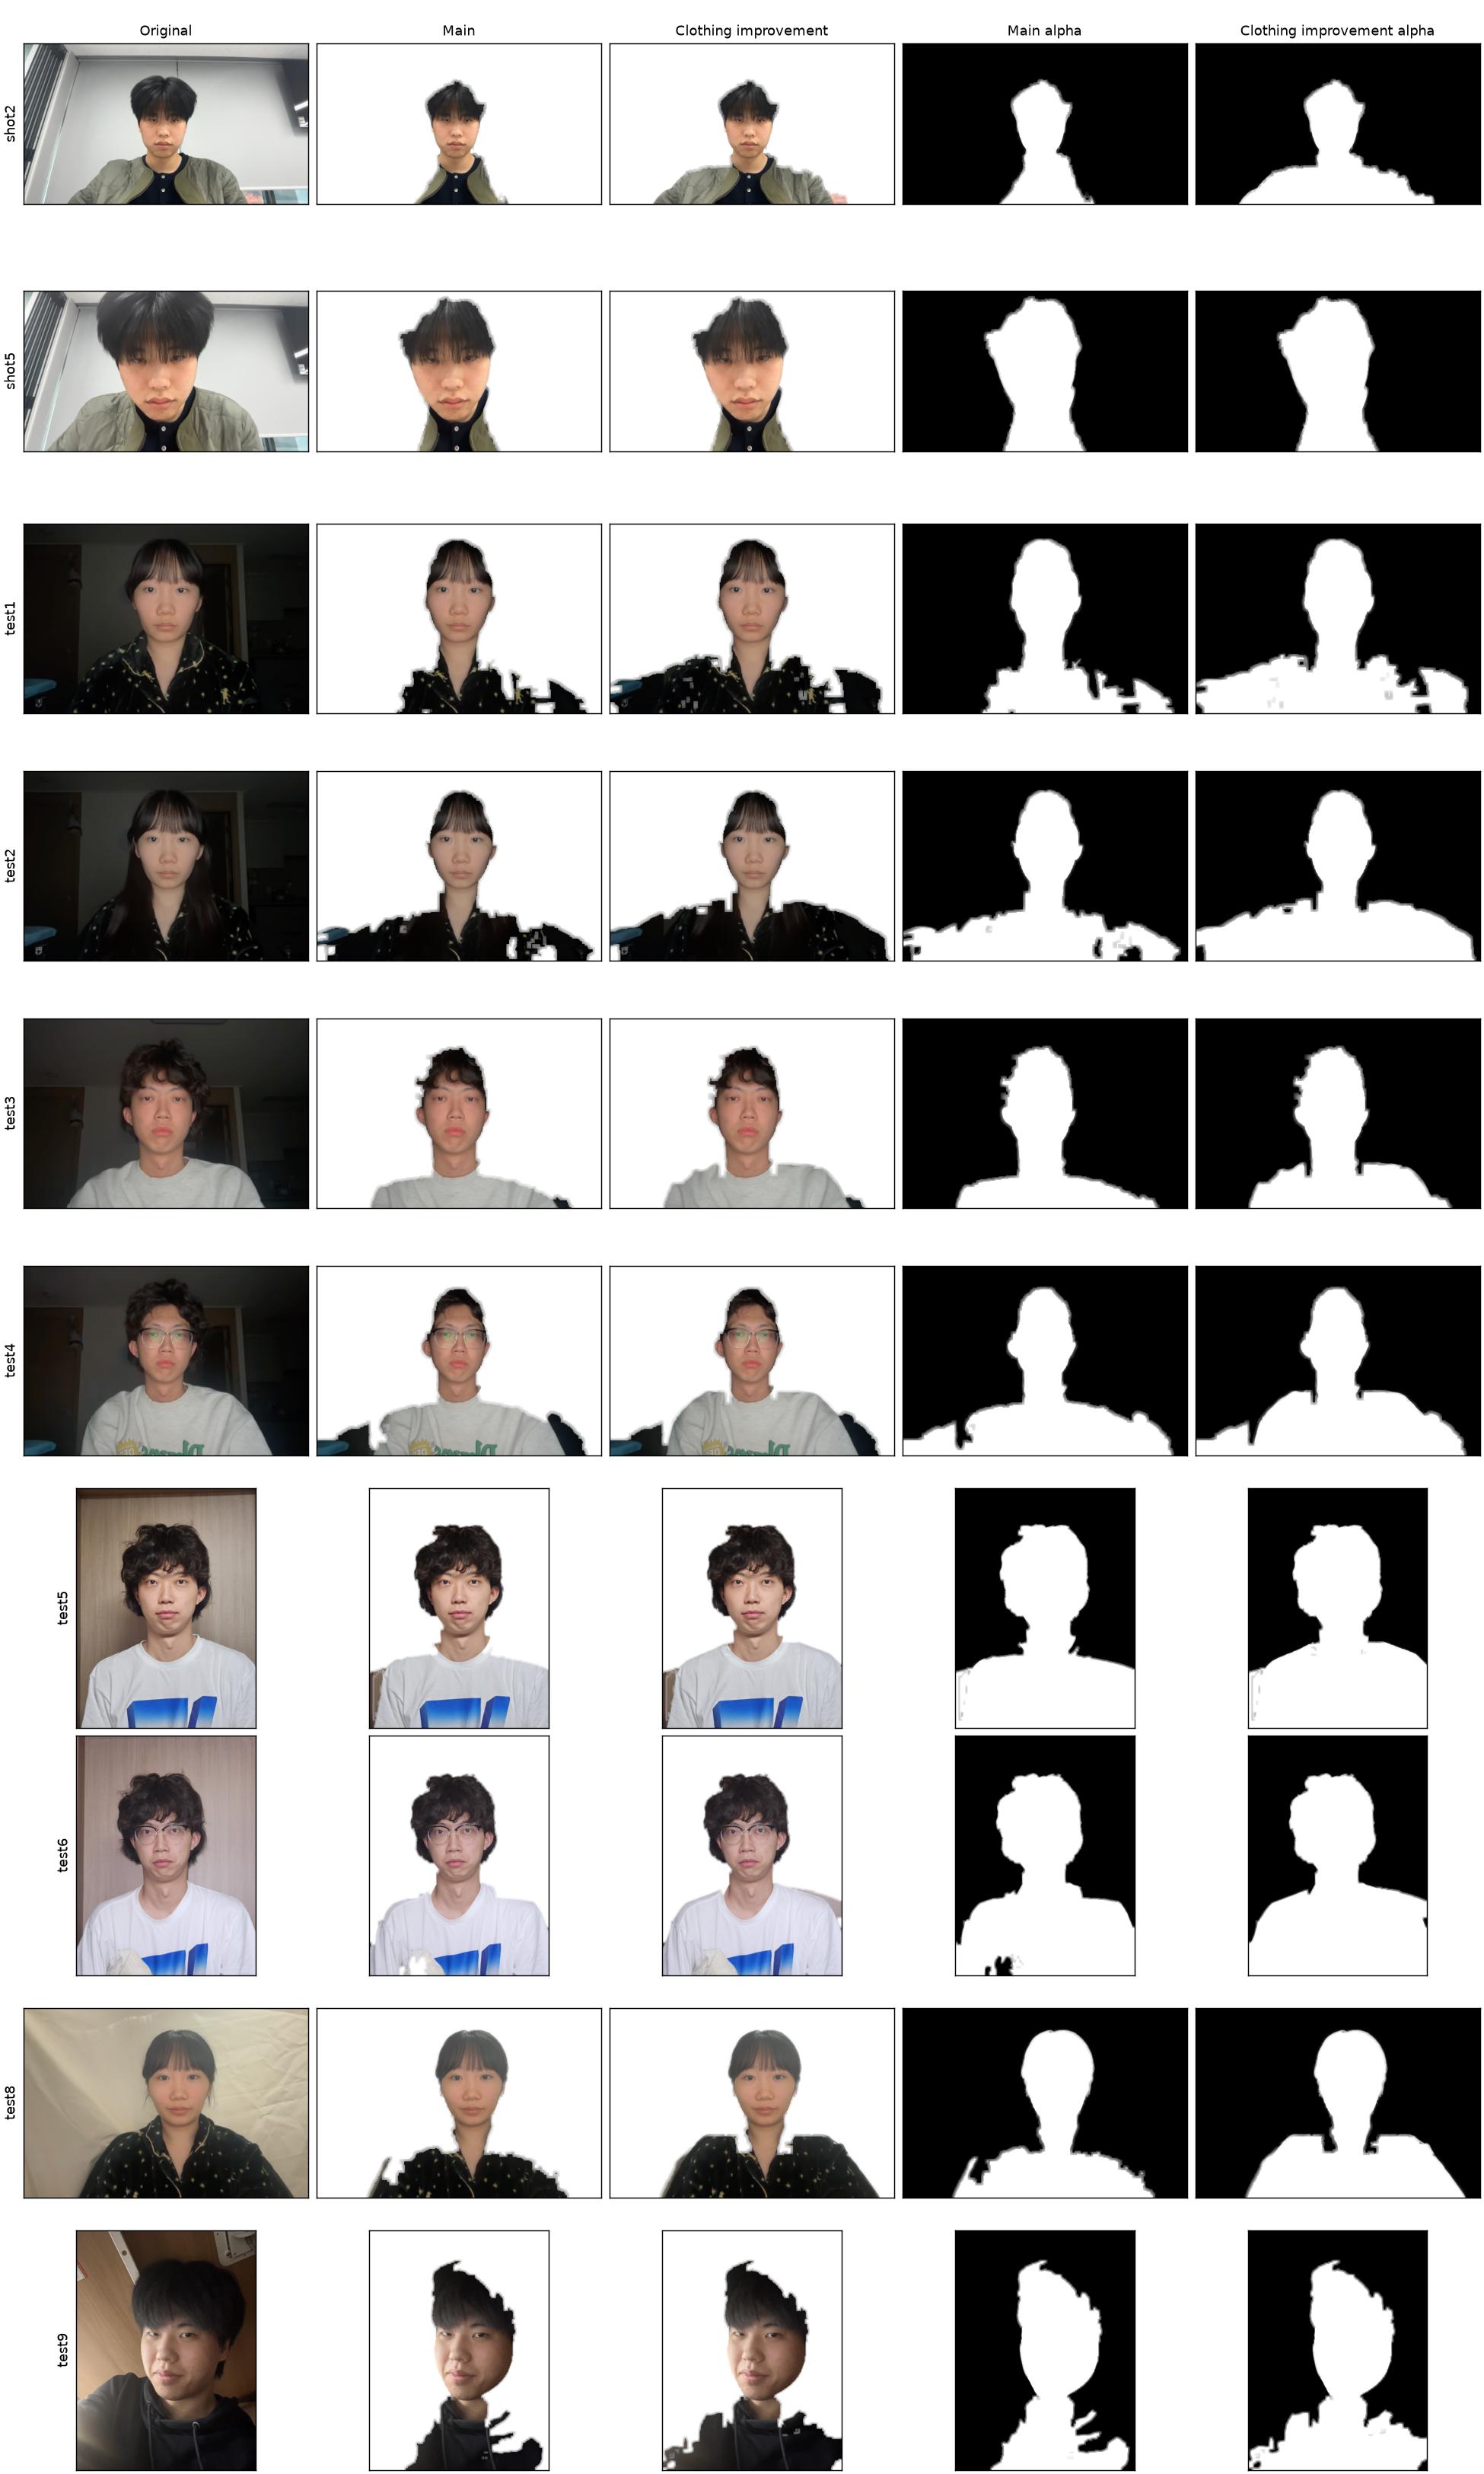 Original Main Clothing improvement Main alpha Clothing improvement alpha
shot2
shot5
test1
test2
test3
test4
test5
test6
test8
test9